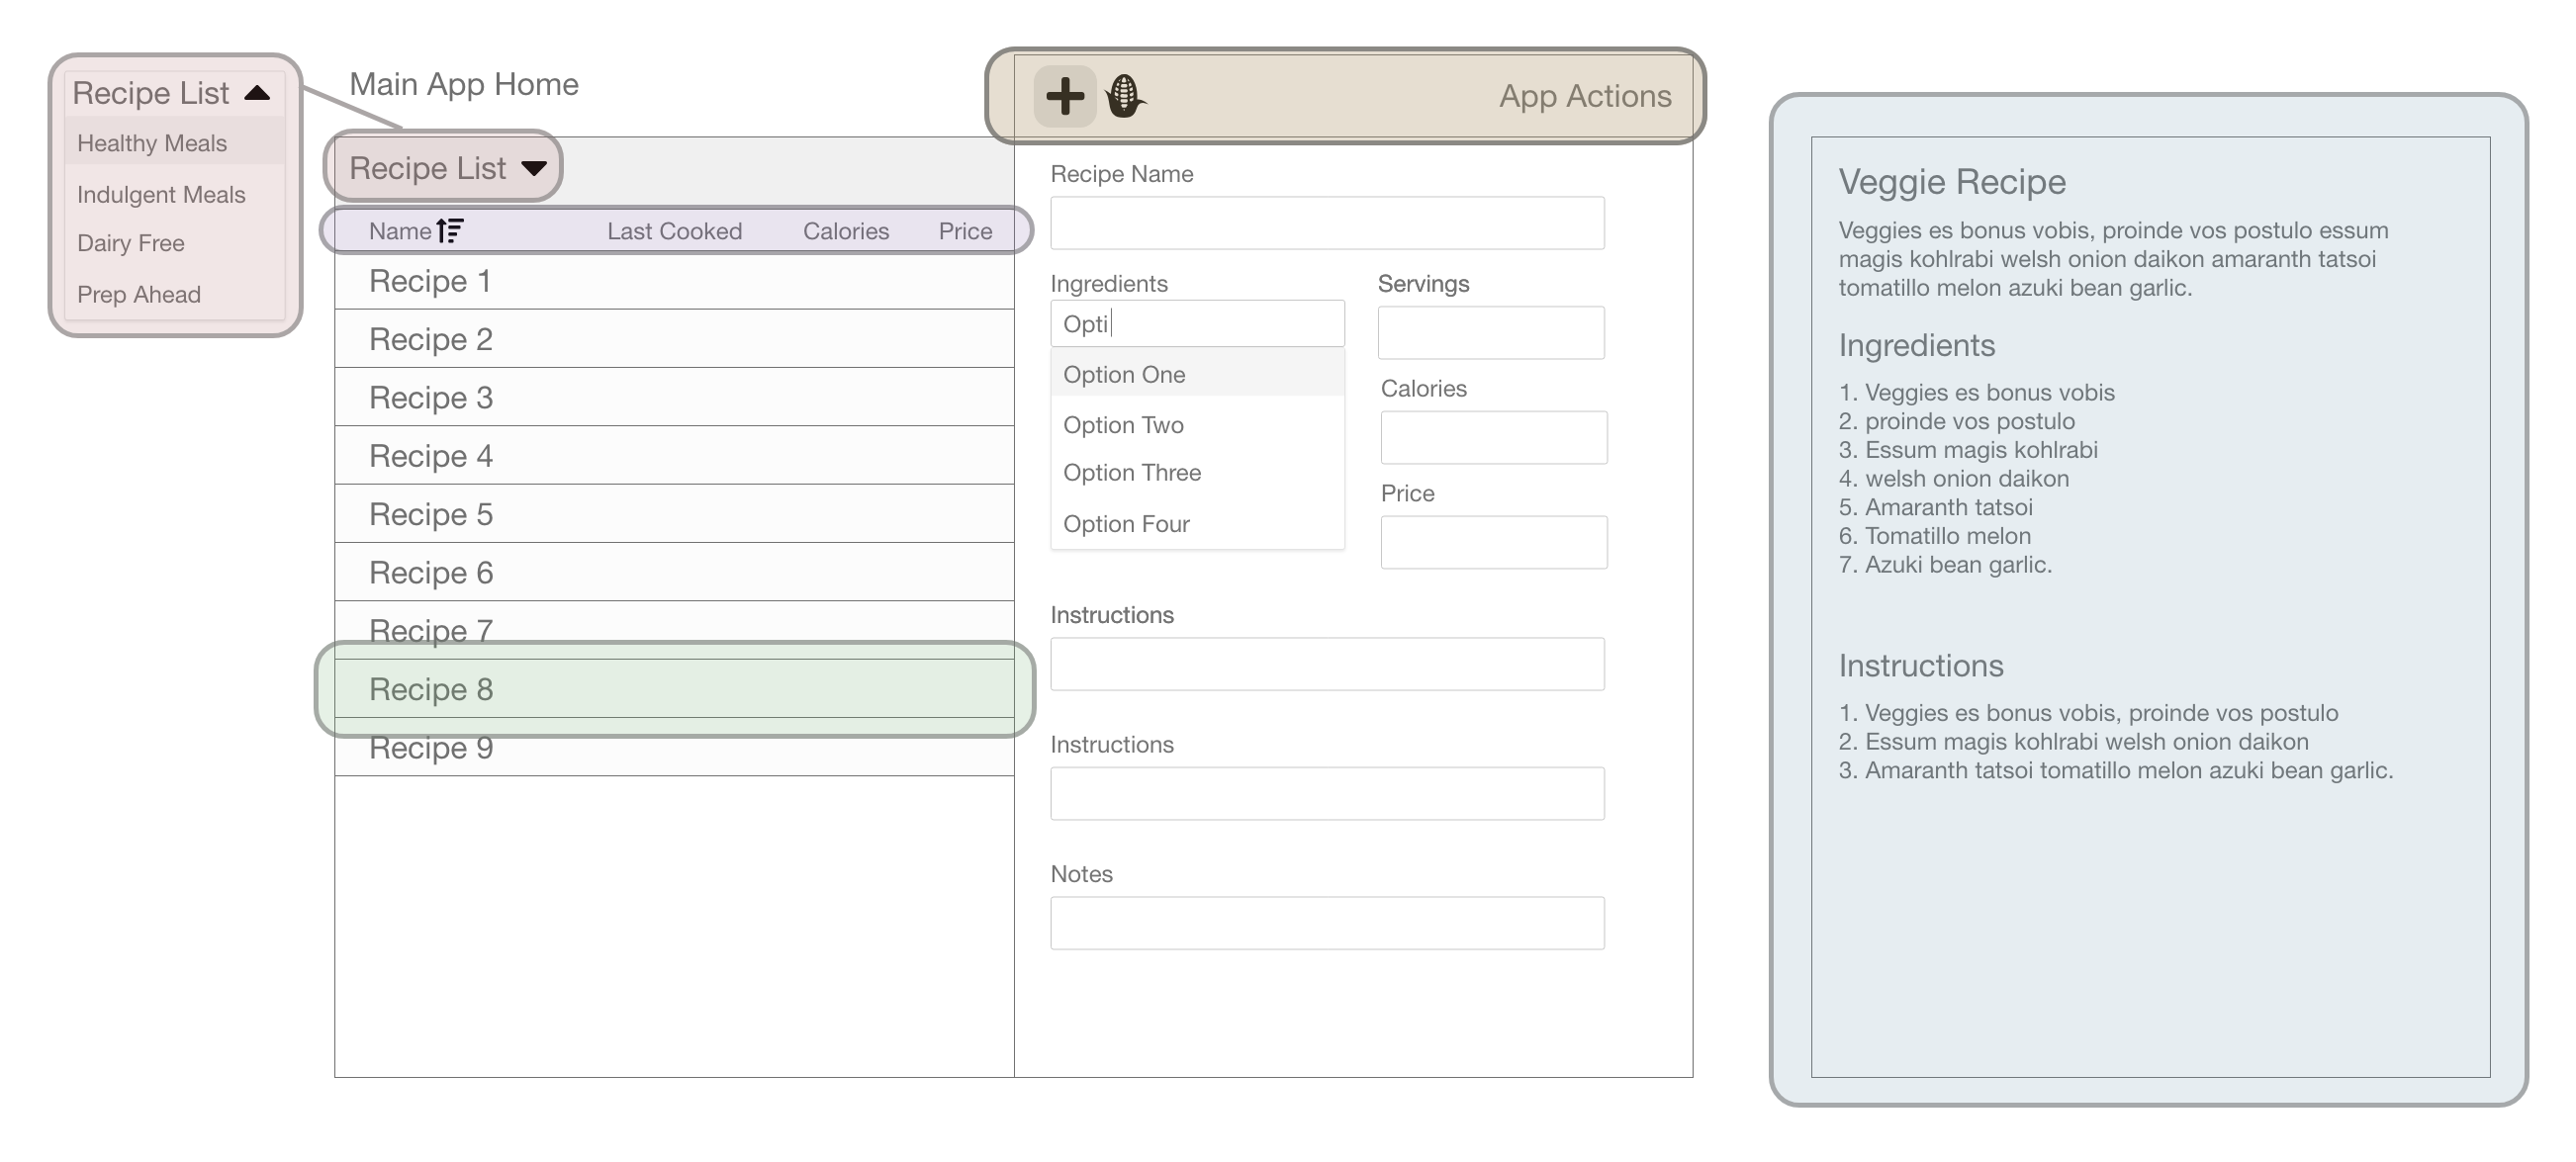 Recipe List
Healthy Meals
Indulgent Meals
Dairy Free
Prep Ahead
Main App Home
Recipe List
Name Last Cooked Calories Price
Recipe 1
Recipe 2
Recipe 3
Recipe 4
Recipe 5
Recipe 6
Recipe 7
Recipe 8
Recipe 9
App Actions
Recipe Name
Ingredients
Opti
Option One
Option Two
Option Three
Option Four
Servings
Calories
Price
Instructions
Instructions
Notes
Veggie Recipe
Veggies es bonus vobis, proinde vos postulo essum
magis kohlrabi welsh onion daikon amaranth tatsoi
tomatillo melon azuki bean garlic.
Ingredients
1. Veggies es bonus vobis
2. proinde vos postulo
3. Essum magis kohlrabi
4. welsh onion daikon
5. Amaranth tatsoi
6. Tomatillo melon
7. Azuki bean garlic.
Instructions
1. Veggies es bonus vobis, proinde vos postulo
2. Essum magis kohlrabi welsh onion daikon
3. Amaranth tatsoi tomatillo melon azuki bean garlic.